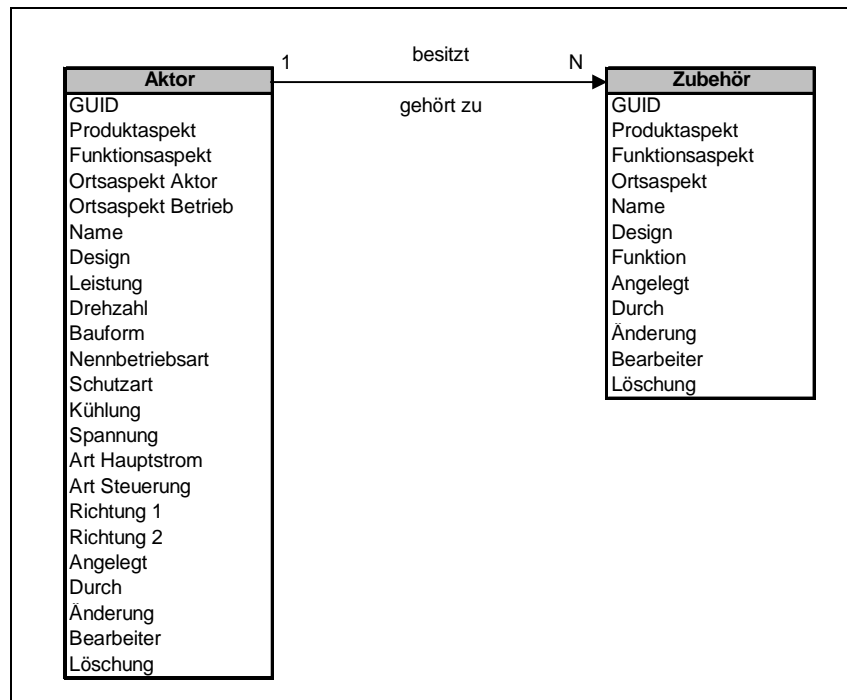 1
besitzt
N
gehört zu
Aktor
GUID
Produktaspekt
Funktionsaspekt
Ortsaspekt Aktor
Ortsaspekt Betrieb
Name
Design
Leistung
Drehzahl
Bauform
Nennbetriebsart
Schutzart
Kühlung
Spannung
Art Hauptstrom
Art Steuerung
Richtung 1
Richtung 2
Angelegt
Durch
Änderung
Bearbeiter
Löschung
Zubehör
GUID
Produktaspekt
Funktionsaspekt
Ortsaspekt
Name
Design
Funktion
Angelegt
Durch
Änderung
Bearbeiter
Löschung